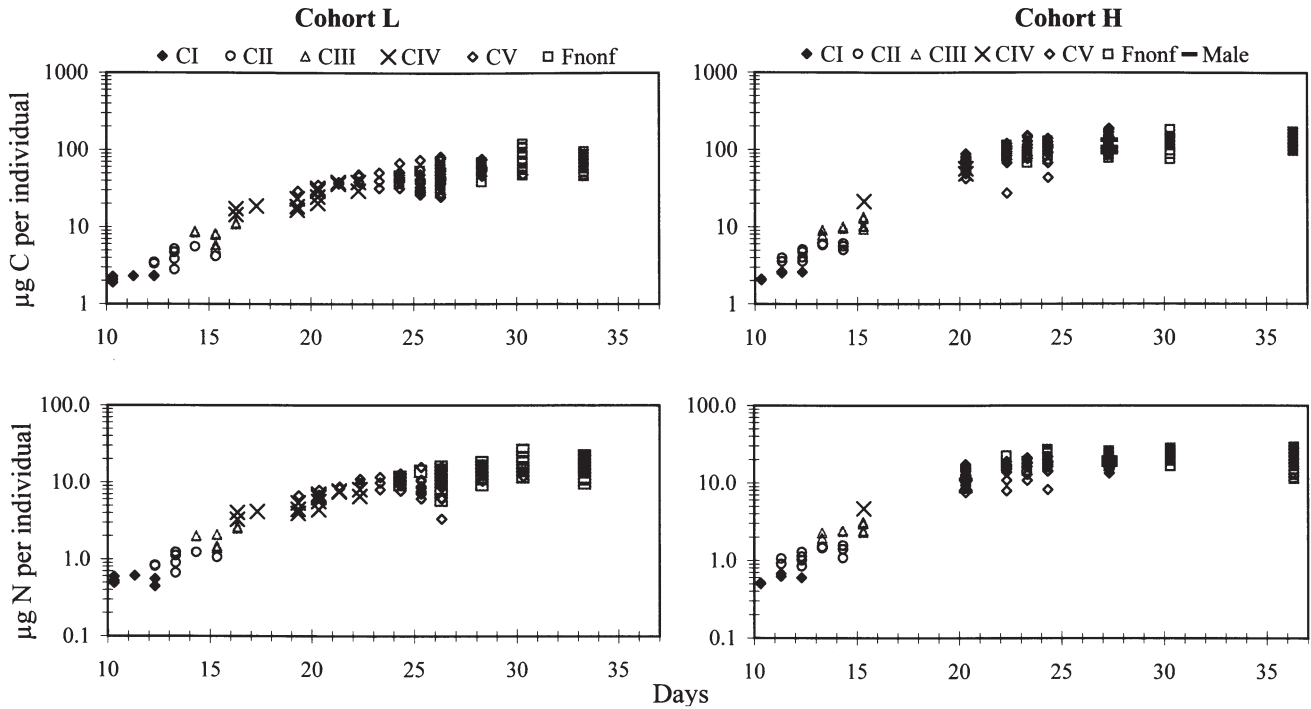 Cohort L
Cohort H
CI CII CIII CIV CV Fnonf
CI CII CIII CIV CV Fnonf Male
µg C per individual
1000
100
10
1
10 15 20 25 30 35
1000
100
10
1
10 15 20 25 30 35
µg N per individual
100.0
10.0
1.0
0.1
10 15 20 25 30 35
100.0
10.0
1.0
0.1
10 15 20 25 30 35
Days